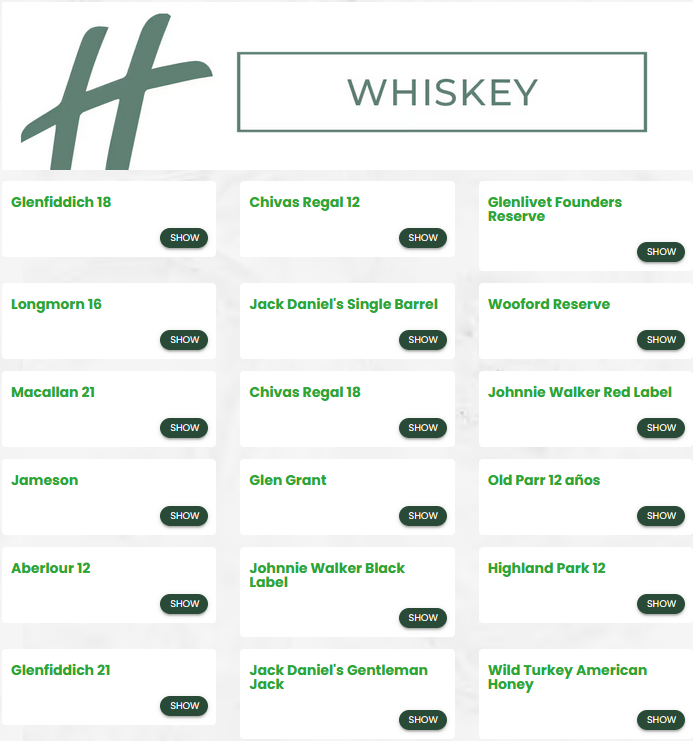 H
WHISKEY
Glenfiddich 18
SHOW
Chivas Regal 12
SHOW
Glenlivet Founders
Reserve
SHOW
Longmorn 16
SHOW
Jack Daniel's Single Barrel
SHOW
Wooford Reserve
SHOW
Macallan 21
SHOW
Chivas Regal 18
SHOW
Johnnie Walker Red Label
SHOW
Jameson
SHOW
Glen Grant
SHOW
Old Parr 12 años
SHOW
Aberlour 12
SHOW
Johnnie Walker Black
Label
SHOW
Highland Park 12
SHOW
Glenfiddich 21
SHOW
Jack Daniel's Gentleman
Jack
SHOW
Wild Turkey American
Honey
SHOW